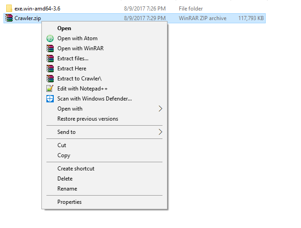 exe.win-amd64-3.6 8/9/2017 7:28 PM File folder
Crawler.zip 8/9/2017 7:28 PM WinRAR ZIP archive 117,793 KB
Open
Open with Atom
Open with WinRAR
Extract files...
Extract Here
Extract to Crawler\
Edit with Notepad++
Scan with Windows Defender...
Open with
Restore previous versions
Send to
Cut
Copy
Create shortcut
Delete
Rename
Properties